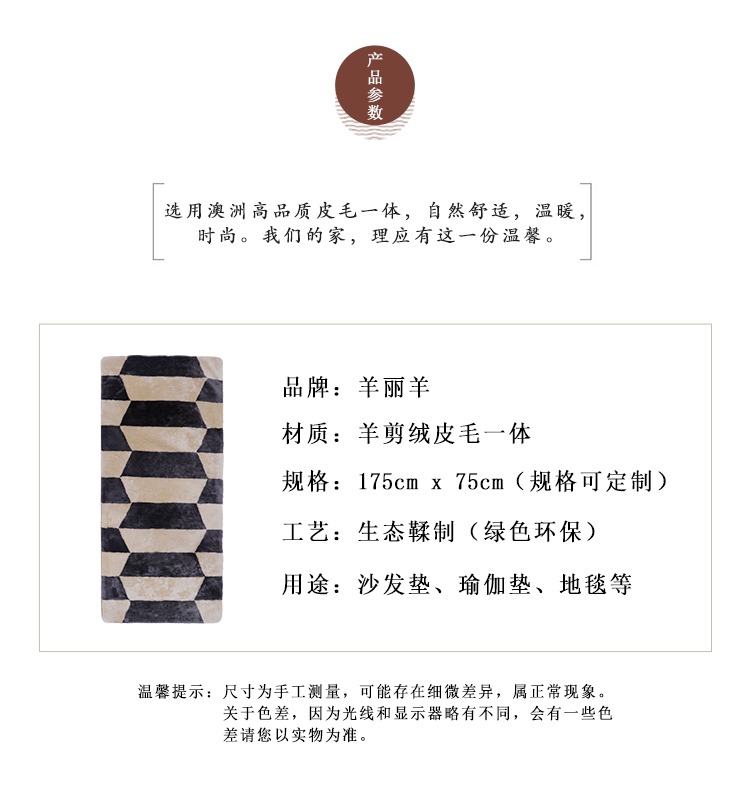 产品参数
选用澳洲高品质皮毛一体，自然舒适，温暖，
时尚。我们的家，理应有这一份温馨。
品牌：羊丽羊
材质：羊剪绒皮毛一体
规格：175cm x 75cm（规格可定制）
工艺：生态鞣制（绿色环保）
用途：沙发垫、瑜伽垫、地毯等
温馨提示：尺寸为手工测量，可能存在细微差异，属正常现象。
关于色差，因为光线和显示器略有不同，会有一些色
差请您以实物为准。